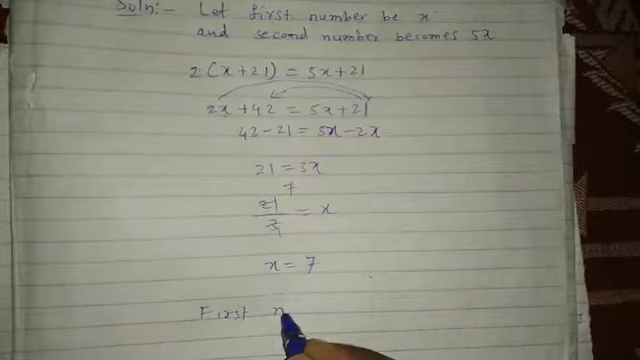 Soln:- Let first number be x
and second number becomes 5x
2(x+21) = 5x+21
2x+42 = 5x+21
42-21 = 5x-2x
21 = 3x
7
21/3 = x
1
x = 7
First n